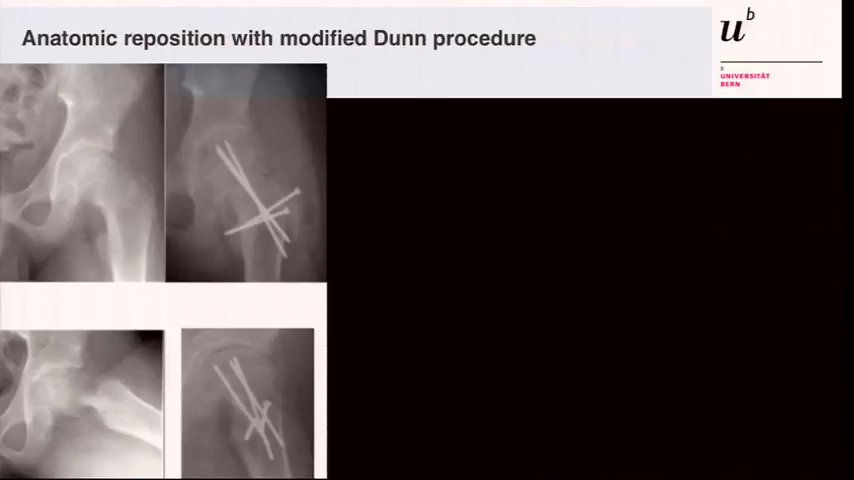 Anatomic reposition with modified Dunn procedure
u b
b
UNIVERSITÄT
BERN